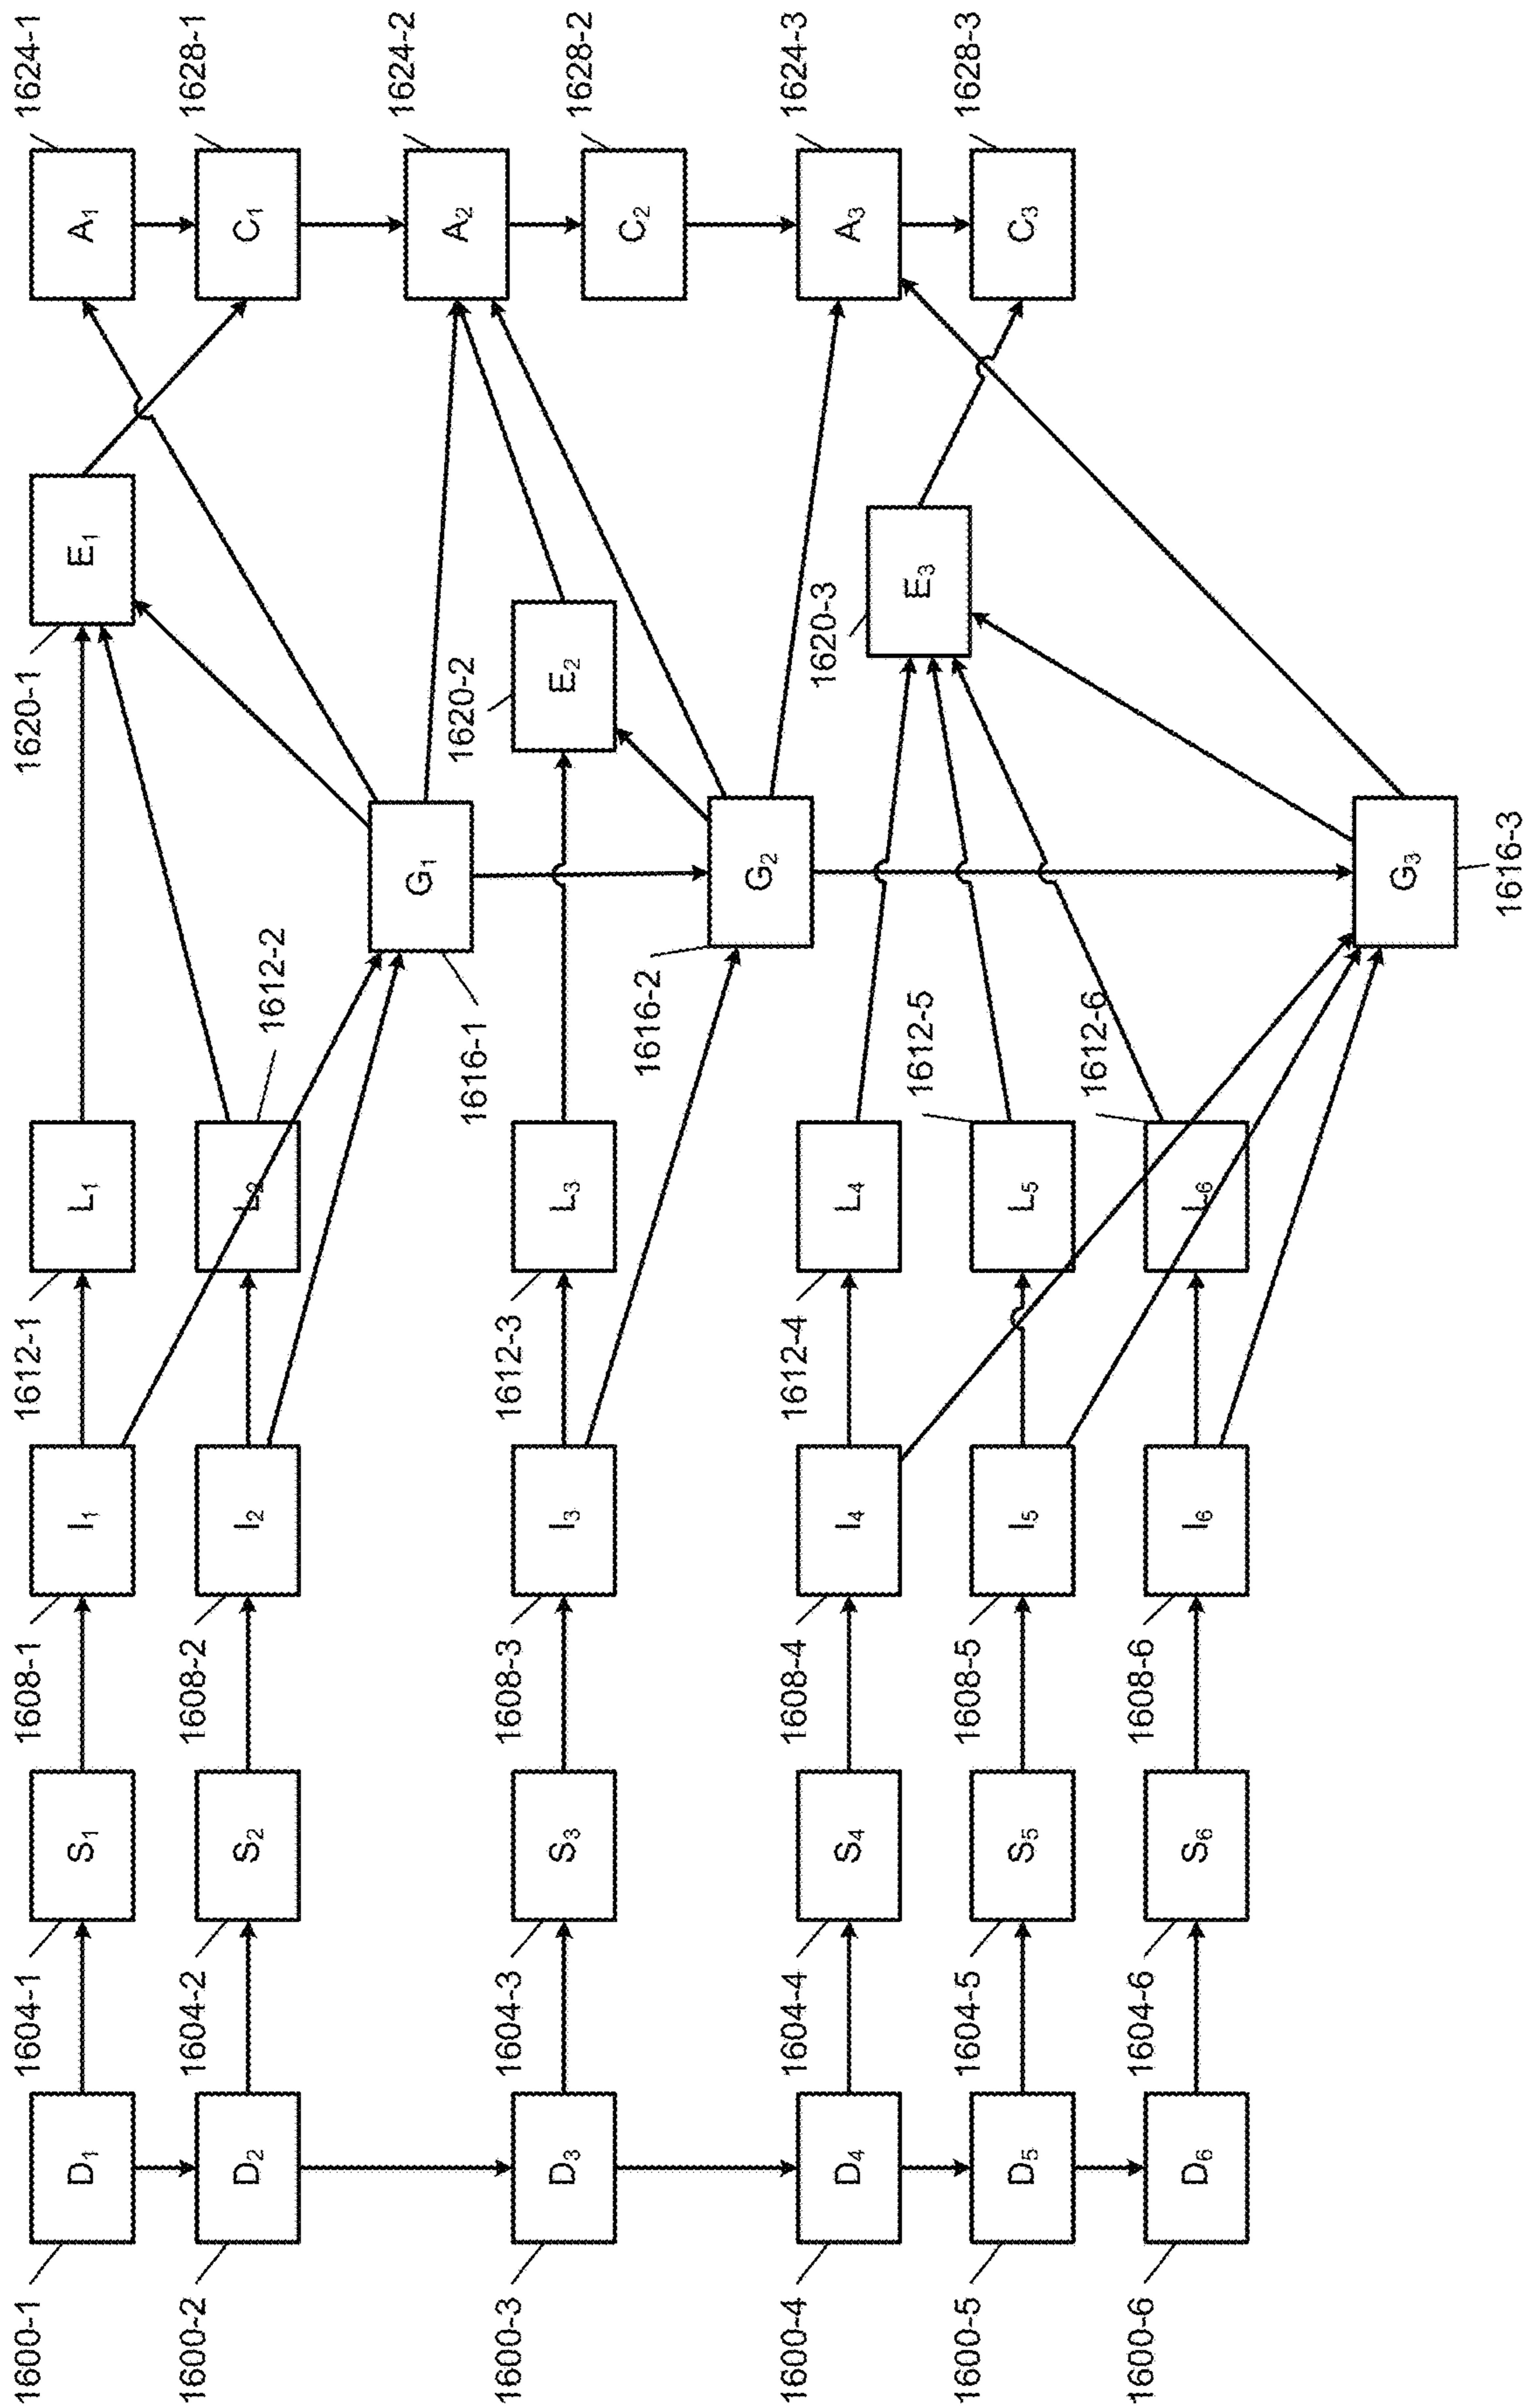 1600-1
D1
1604-1
S1
1608-1
I1
1612-1
L1
1620-1
E1
A1
1624-1
1600-2
D2
1604-2
S2
1608-2
I2
L2
1612-2
C1
1628-1
1616-1
G1
A2
1624-2
1600-3
D3
1604-3
S3
1608-3
I3
1612-3
L3
1620-2
E2
C2
1628-2
1616-2
G2
1600-4
D4
1604-4
S4
1608-4
I4
1612-4
L4
1620-3
E3
A3
1624-3
1600-5
D5
1604-5
S5
1608-5
I5
L5
1612-5
C3
1628-3
1600-6
D6
1604-6
S6
1608-6
I6
L6
1612-6
G3
1616-3